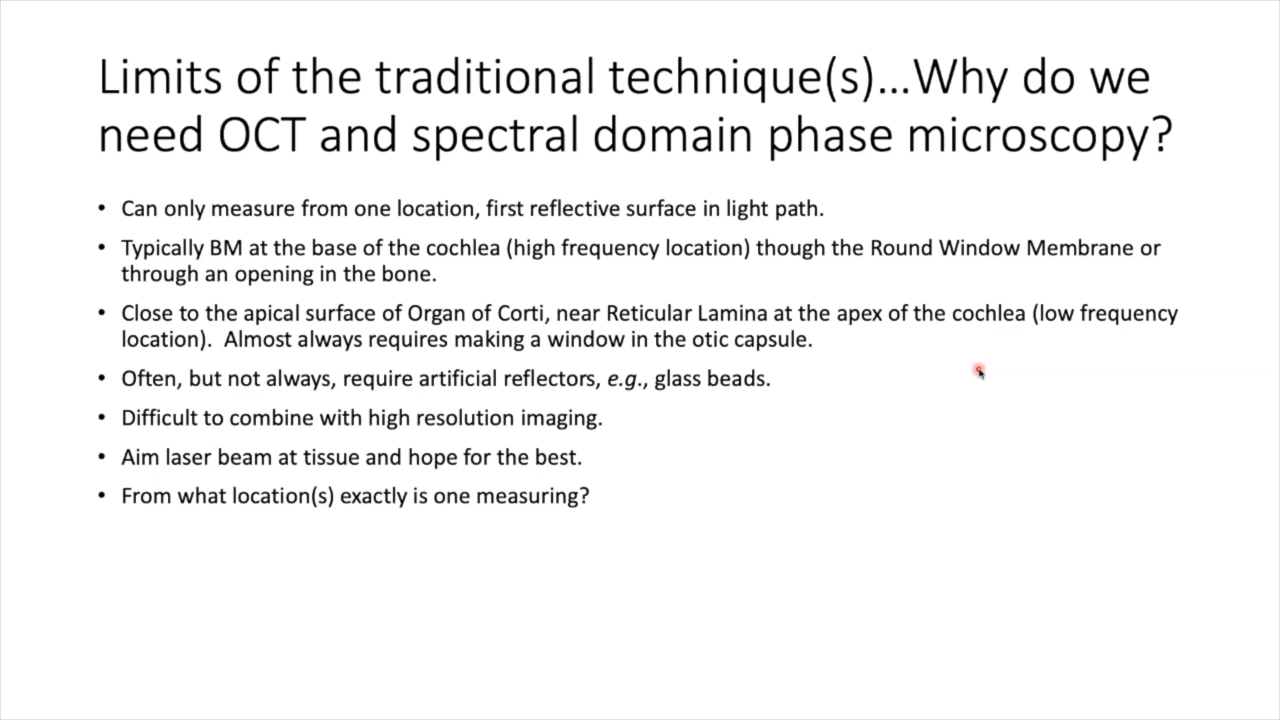 Limits of the traditional technique(s)...Why do we
need OCT and spectral domain phase microscopy?
• Can only measure from one location, first reflective surface in light path.
• Typically BM at the base of the cochlea (high frequency location) though the Round Window Membrane or
through an opening in the bone.
• Close to the apical surface of Organ of Corti, near Reticular Lamina at the apex of the cochlea (low frequency
location).  Almost always requires making a window in the otic capsule.
• Often, but not always, require artificial reflectors, e.g., glass beads.
• Difficult to combine with high resolution imaging.
• Aim laser beam at tissue and hope for the best.
• From what location(s) exactly is one measuring?